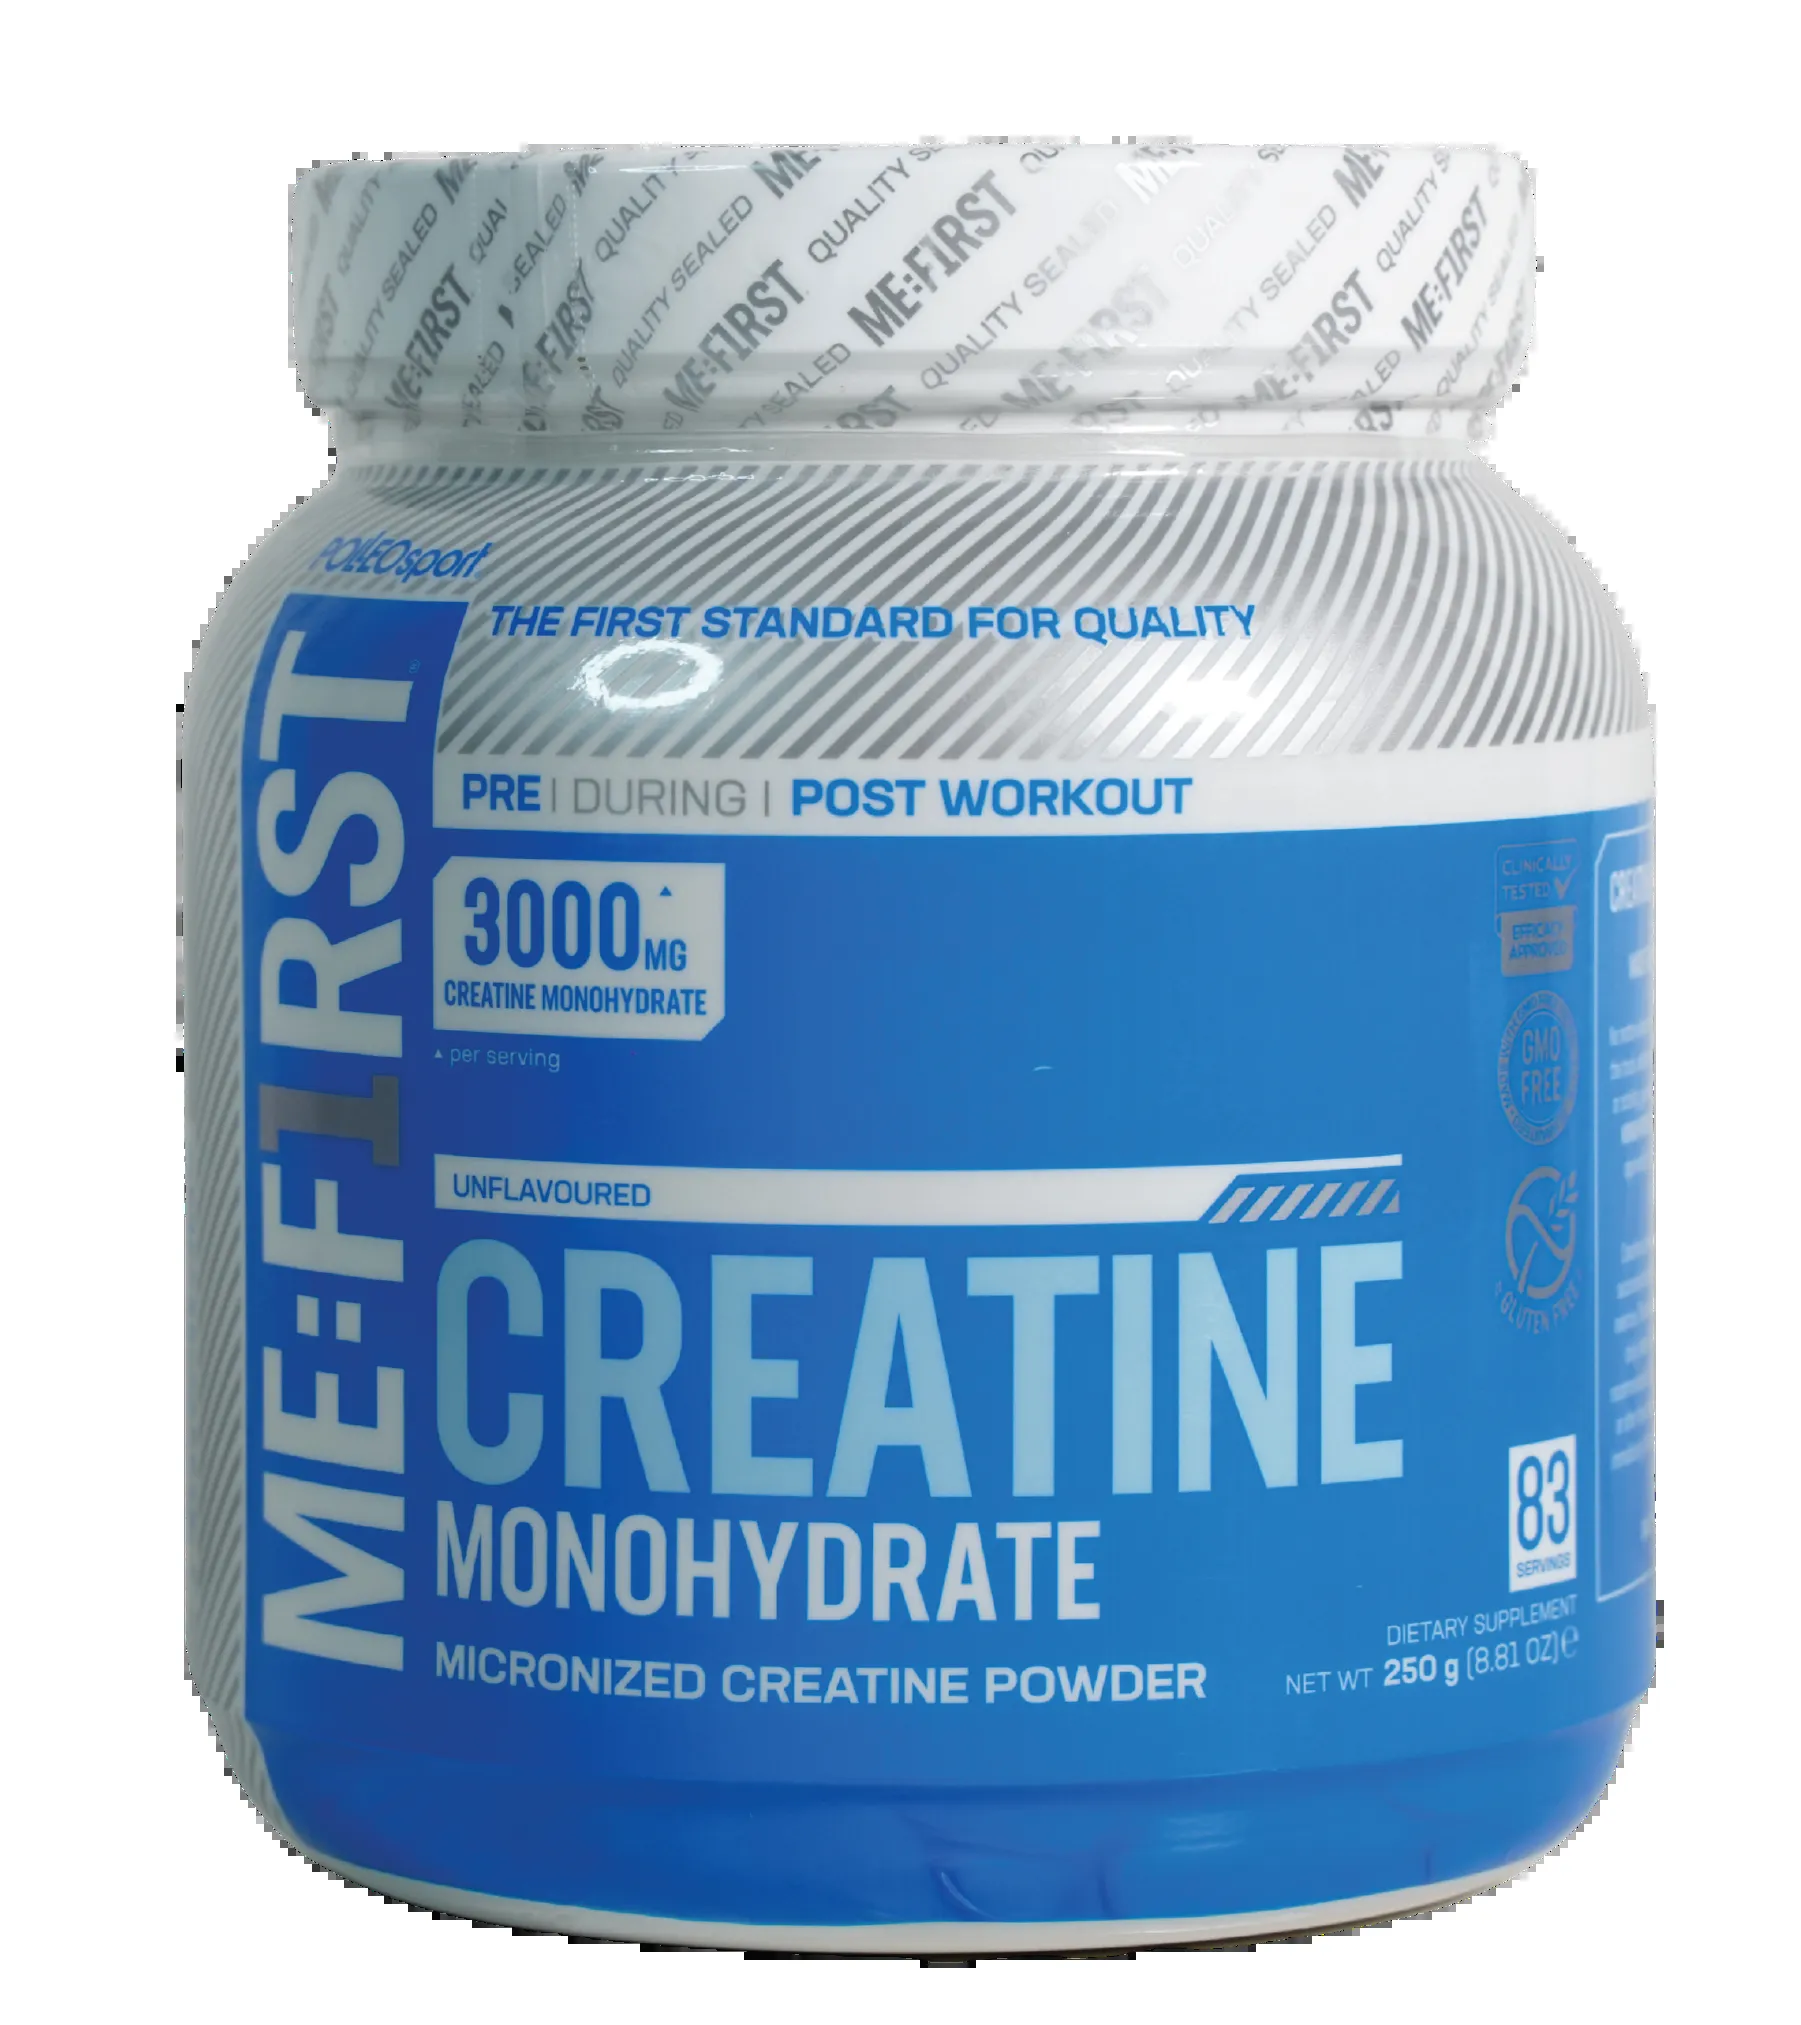 ME:F1RST QUALITY SEALED
POLLEOsport
THE FIRST STANDARD FOR QUALITY
ME:F1RST®
PRE | DURING | POST WORKOUT
3000▲MG
CREATINE MONOHYDRATE
▲ per serving
CLINICALLY
TESTED
EFFICACY
APPROVED
GMO
FREE
GLUTEN FREE
UNFLAVOURED
CREATINE
MONOHYDRATE
MICRONIZED CREATINE POWDER
83
SERVINGS
DIETARY SUPPLEMENT
NET WT 250 g (8.81 OZ) ℮